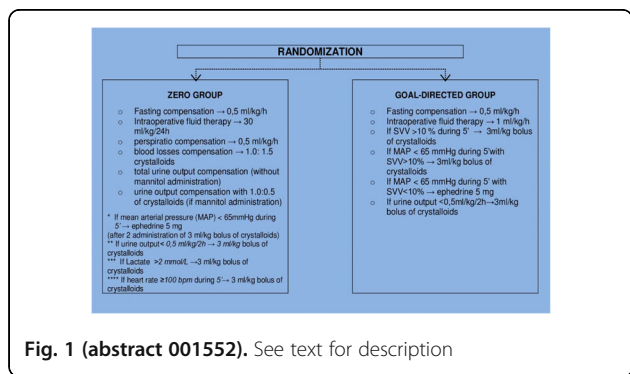 RANDOMIZATION
ZERO GROUP
o Fasting compensation → 0,5 ml/kg/h
o Intraoperative fluid therapy → 30
ml/kg/24h
o perspiratio compensation → 0,5 ml/kg/h
o blood losses compensation → 1.0: 1.5
crystalloids
o total urine output compensation (without
mannitol administration)
o urine output compensation with 1.0:0.5
of crystalloids (if mannitol administration)
* If mean arterial pressure (MAP) < 65mmHg during
5'→ ephedrine 5 mg
(after 2 administration of 3 ml/kg bolus of crystalloids)
** If urine output< 0,5 ml/kg/2h → 3 ml/kg bolus of
crystalloids
*** If Lactate >2 mmol/L →3 ml/kg bolus of
crystalloids
**** If heart rate ≥100 bpm during 5'→ 3 ml/kg bolus of
crystalloids
GOAL-DIRECTED GROUP
o Fasting compensation → 0,5 ml/kg/h
o Intraoperative fluid therapy → 1 ml/kg/h
o If SVV >10 % during 5' → 3ml/kg bolus
of crystalloids
o If MAP < 65 mmHg during 5'with
SVV>10% → 3ml/kg bolus of
crystalloids
o If MAP < 65 mmHg during 5' with
SVV<10% → ephedrine 5 mg
o If urine output <0,5ml/kg/2h→3ml/kg
bolus of crystalloids
Fig. 1 (abstract 001552). See text for description